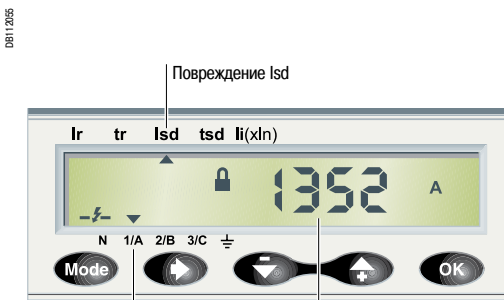 DB112055
Повреждение Isd
Ir tr Isd tsd Ii(xIn)
1352 A
N 1/A 2/B 3/C
Mode OK